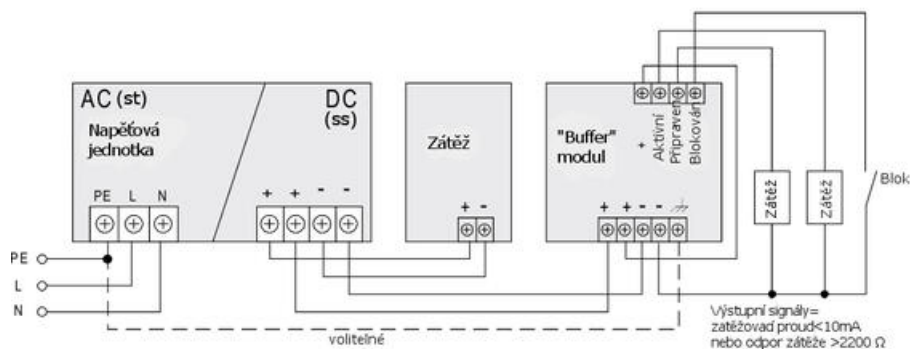 AC (st)
DC
(ss)
Napěťová
jednotka
PE L N
+ + - -
Zátěž
+ -
"Buffer"
modul
+
Aktivní
Připraven
Blokován
+ + - -
Zátěž
Zátěž
Blok
PE
L
N
volitelné
Výstupní signály=
zatěžovací proud<10mA
nebo odpor zátěže >2200 Ω